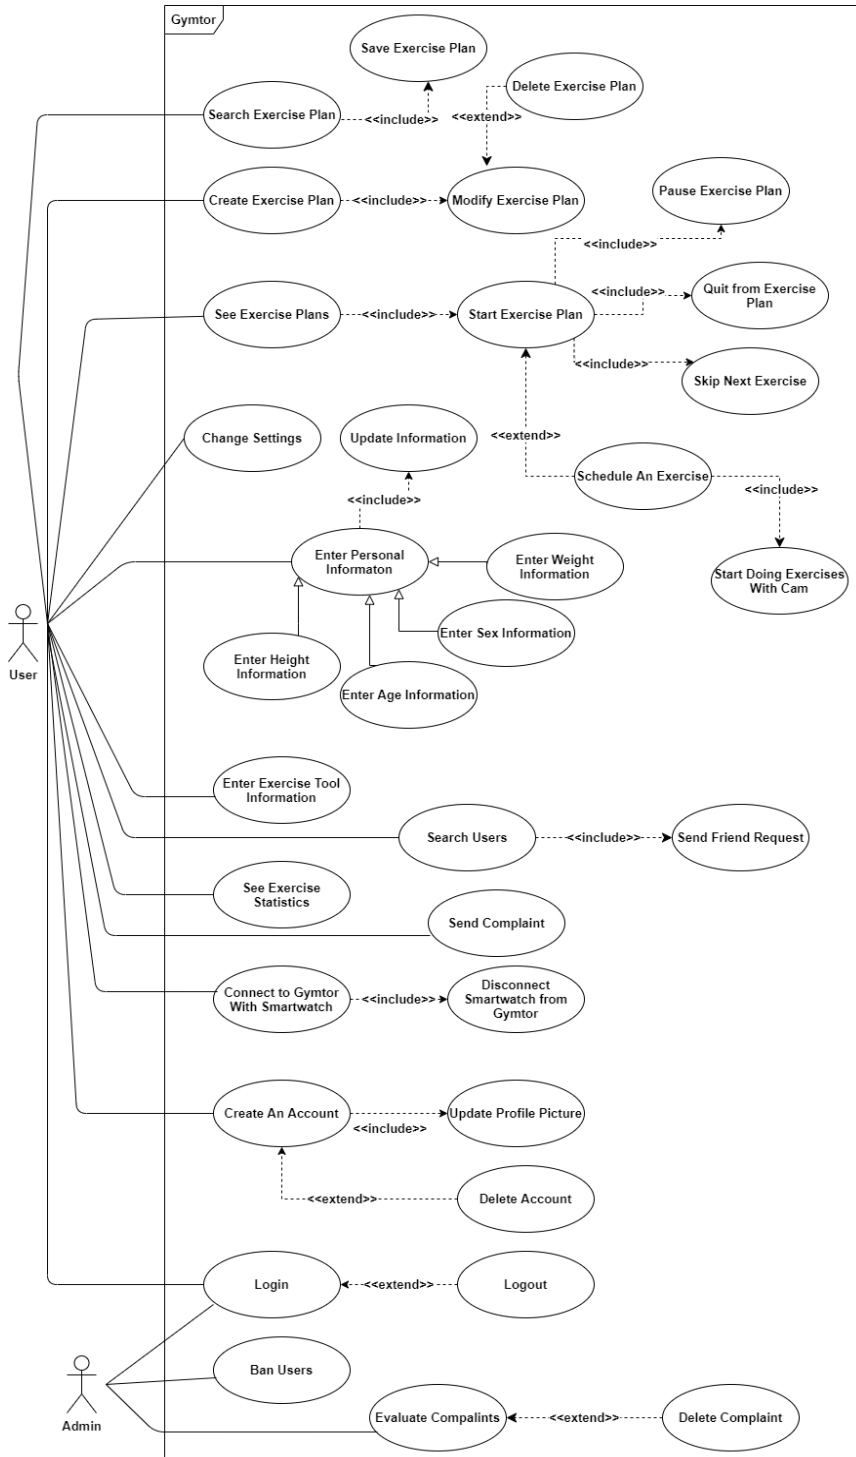 Gymtor
Save Exercise Plan
Delete Exercise Plan
Search Exercise Plan
<<include>>
<<extend>>
Pause Exercise Plan
Create Exercise Plan
<<include>>
Modify Exercise Plan
<<include>>
Quit from Exercise
Plan
<<include>>
See Exercise Plans
<<include>>
Start Exercise Plan
<<include>>
Skip Next Exercise
Change Settings
Update Information
<<extend>>
Schedule An Exercise
<<include>>
<<include>>
Enter Personal
Informaton
Enter Weight
Information
Start Doing Exercises
With Cam
Enter Sex Information
User
Enter Height
Information
Enter Age Information
Enter Exercise Tool
Information
Search Users
<<include>>
Send Friend Request
See Exercise
Statistics
Send Complaint
Connect to Gymtor
With Smartwatch
<<include>>
Disconnect
Smartwatch from
Gymtor
Create An Account
<<include>>
Update Profile Picture
<<extend>>
Delete Account
Login
<<extend>>
Logout
Ban Users
Admin
Evaluate Compalints
<<extend>>
Delete Complaint